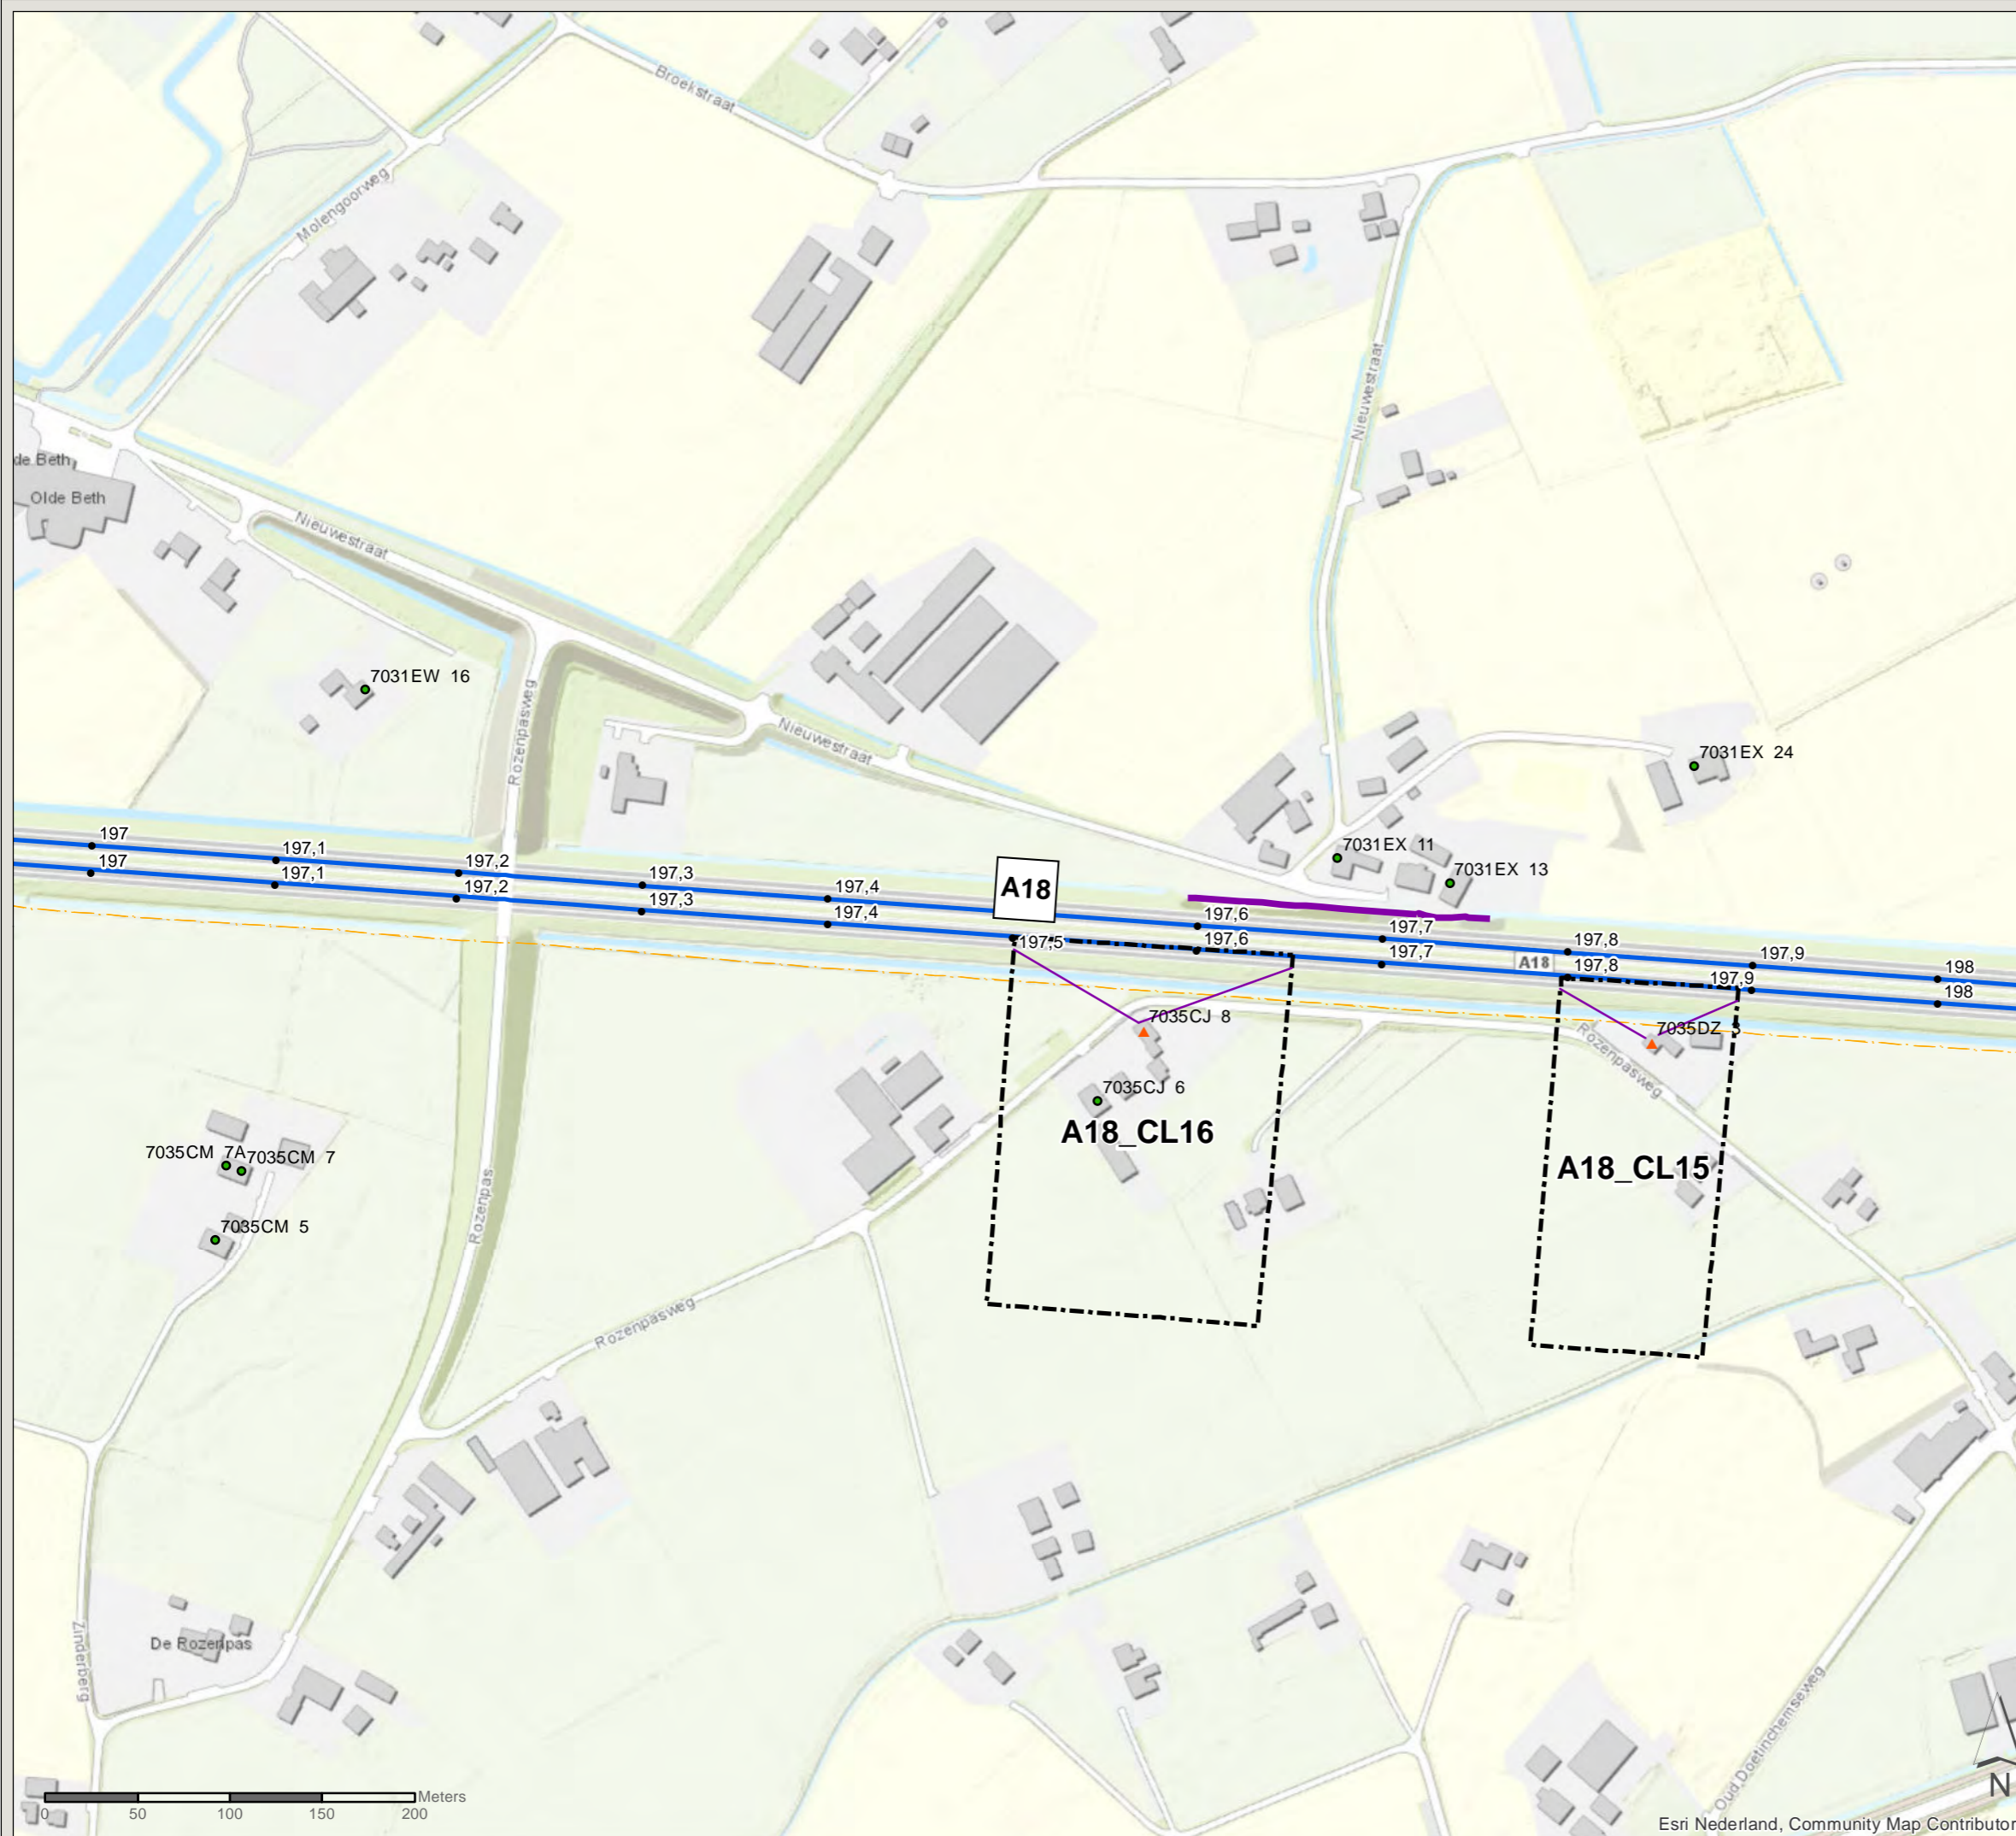 Broekstraat
Molengoorweg
Nieuwestraat
de Beth
Olde Beth
Nieuwestraat
7031EW 16
Rozenpasweg
Nieuwestraat
7031EX 24
7031EX 11
7031EX 13
197
197,1
197,2
197,3
197,4
A18
197,6
197,7
197,8
197,9
198
197
197,1
197,2
197,3
197,4
197,5
197,6
197,7
A18
197,8
197,9
198
7035CJ 8
7035DZ 3
Rozenpasweg
7035CJ 6
A18_CL16
A18_CL15
7035CM 7A
7035CM 7
7035CM 5
Rozenpas
Rozenpasweg
De Rozenpas
Zinderberg
Oud Doetinchemseweg
Meters
0 50 100 150 200
N
Esri Nederland, Community Map Contributor